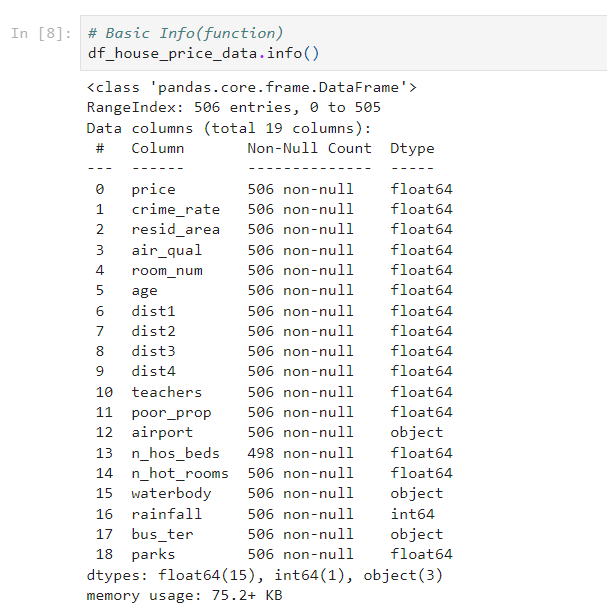 In [8]: # Basic Info(function)
df_house_price_data.info()
<class 'pandas.core.frame.DataFrame'>
RangeIndex: 506 entries, 0 to 505
Data columns (total 19 columns):
 #   Column       Non-Null Count  Dtype
---  ------       --------------  -----
 0   price        506 non-null    float64
 1   crime_rate   506 non-null    float64
 2   resid_area   506 non-null    float64
 3   air_qual     506 non-null    float64
 4   room_num     506 non-null    float64
 5   age          506 non-null    float64
 6   dist1        506 non-null    float64
 7   dist2        506 non-null    float64
 8   dist3        506 non-null    float64
 9   dist4        506 non-null    float64
 10  teachers     506 non-null    float64
 11  poor_prop    506 non-null    float64
 12  airport      506 non-null    object
 13  n_hos_beds   498 non-null    float64
 14  n_hot_rooms  506 non-null    float64
 15  waterbody    506 non-null    object
 16  rainfall     506 non-null    int64
 17  bus_ter      506 non-null    object
 18  parks        506 non-null    float64
dtypes: float64(15), int64(1), object(3)
memory usage: 75.2+ KB